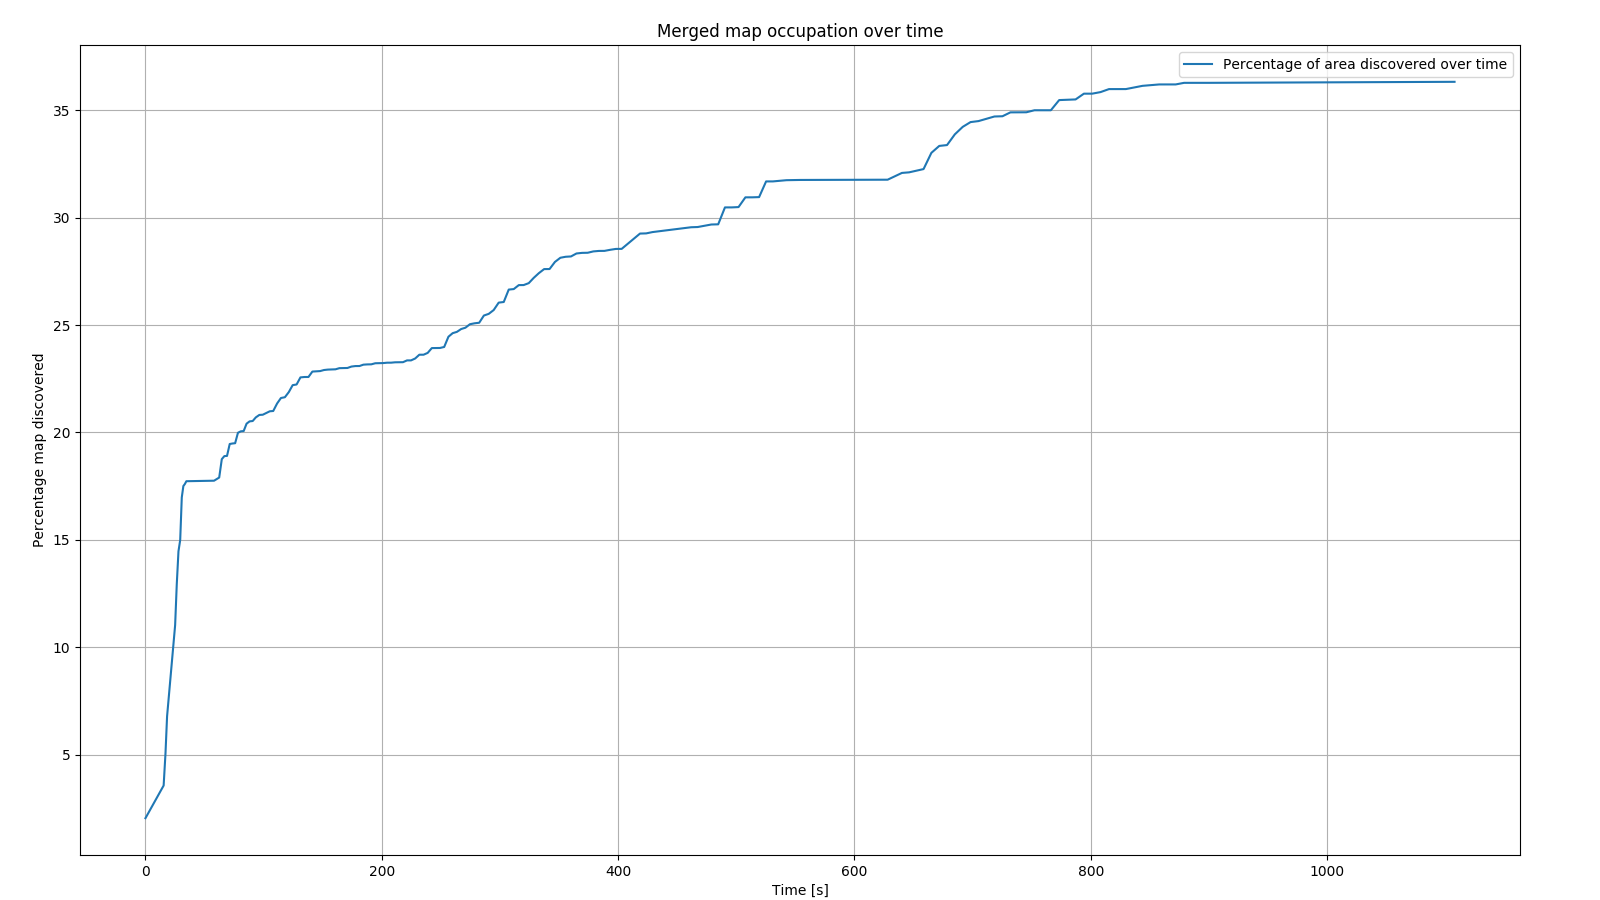 Merged map occupation over time
Percentage of area discovered over time
Percentage map discovered
35
30
25
20
15
10
5
0 200 400 600 800 1000
Time [s]